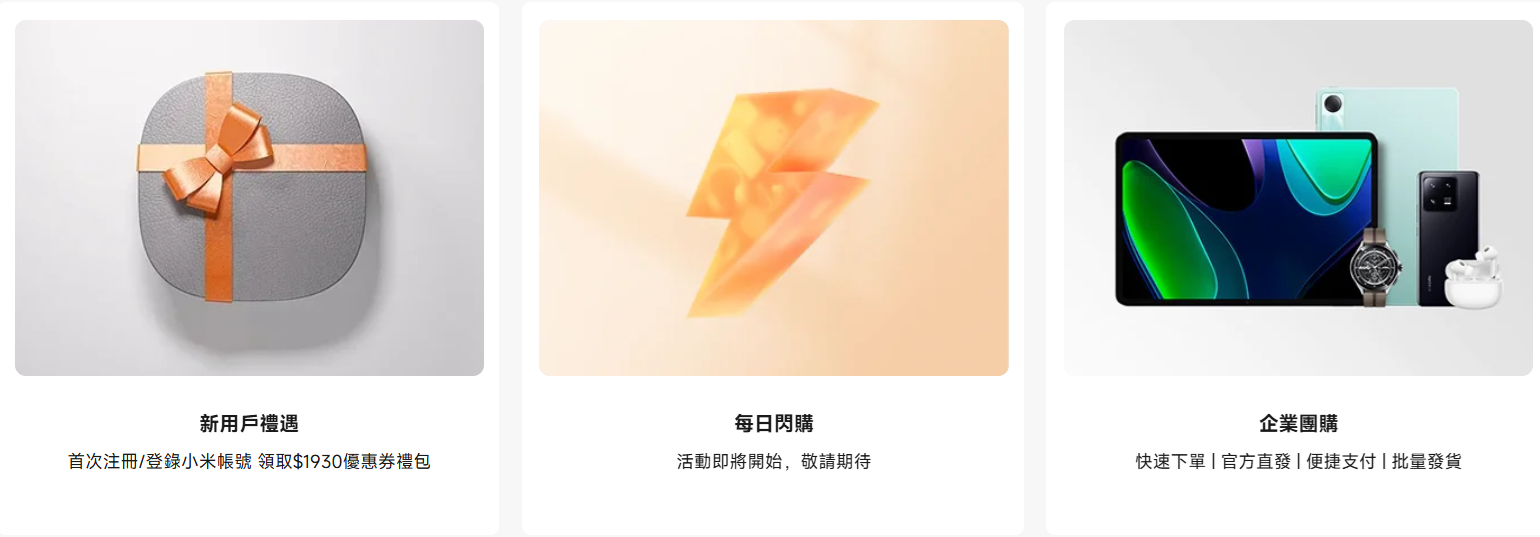 新用戶禮遇
首次注冊/登錄小米帳號 領取$1930優惠券禮包
每日閃購
活動即將開始，敬請期待
企業團購
快速下單 | 官方直發 | 便捷支付 | 批量發貨